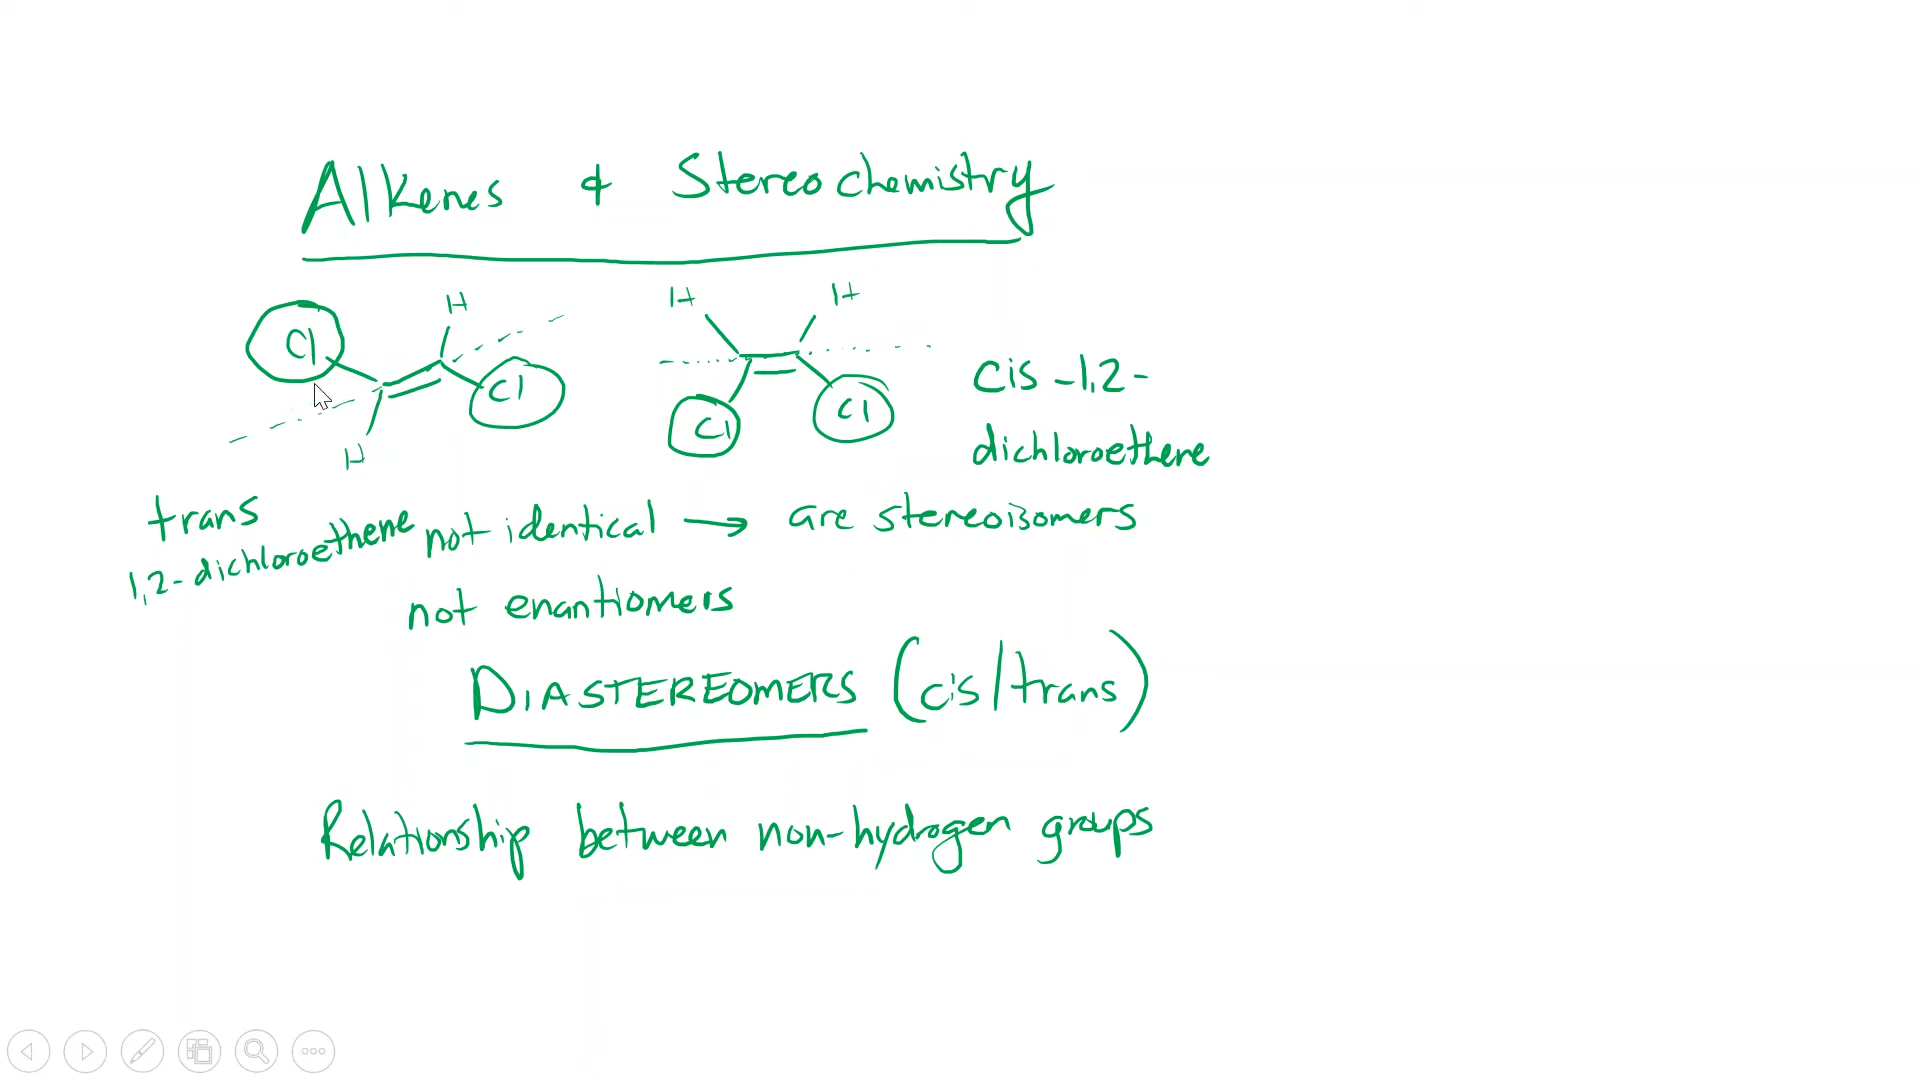 Alkenes & Stereochemistry
H H H
Cl
Cl Cl Cl
H
cis-1,2-
dichloroethene
trans
1,2-dichloroethene
not identical → are stereoisomers
not enantiomers
DIASTEREOMERS (cis/trans)
Relationship between non-hydrogen groups